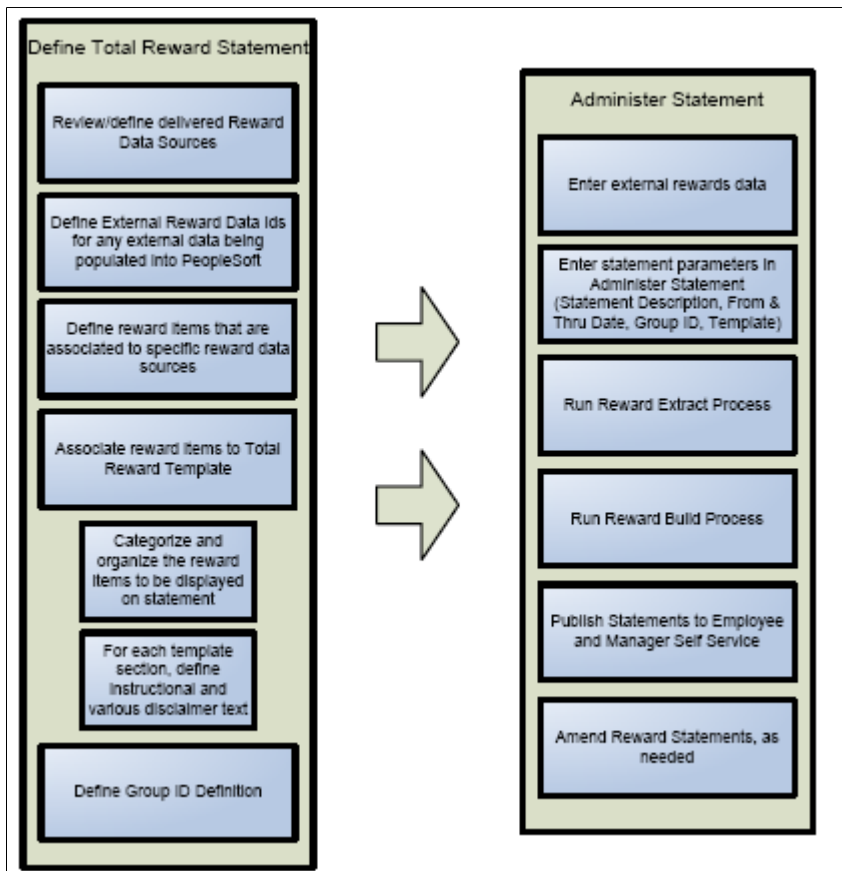 Define Total Reward Statement
Review/define delivered Reward
Data Sources
Define External Reward Data Ids
for any external data being
populated into PeopleSoft
Define reward items that are
associated to specific reward data
sources
Associate reward items to Total
Reward Template
Categorize and
organize the reward
items to be displayed
on statement
For each template
section, define
instructional and
various disclaimer text
Define Group ID Definition
Administer Statement
Enter external rewards data
Enter statement parameters in
Administer Statement
(Statement Description, From &
Thru Date, Group ID, Template)
Run Reward Extract Process
Run Reward Build Process
Publish Statements to Employee
and Manager Self Service
Amend Reward Statements, as
needed